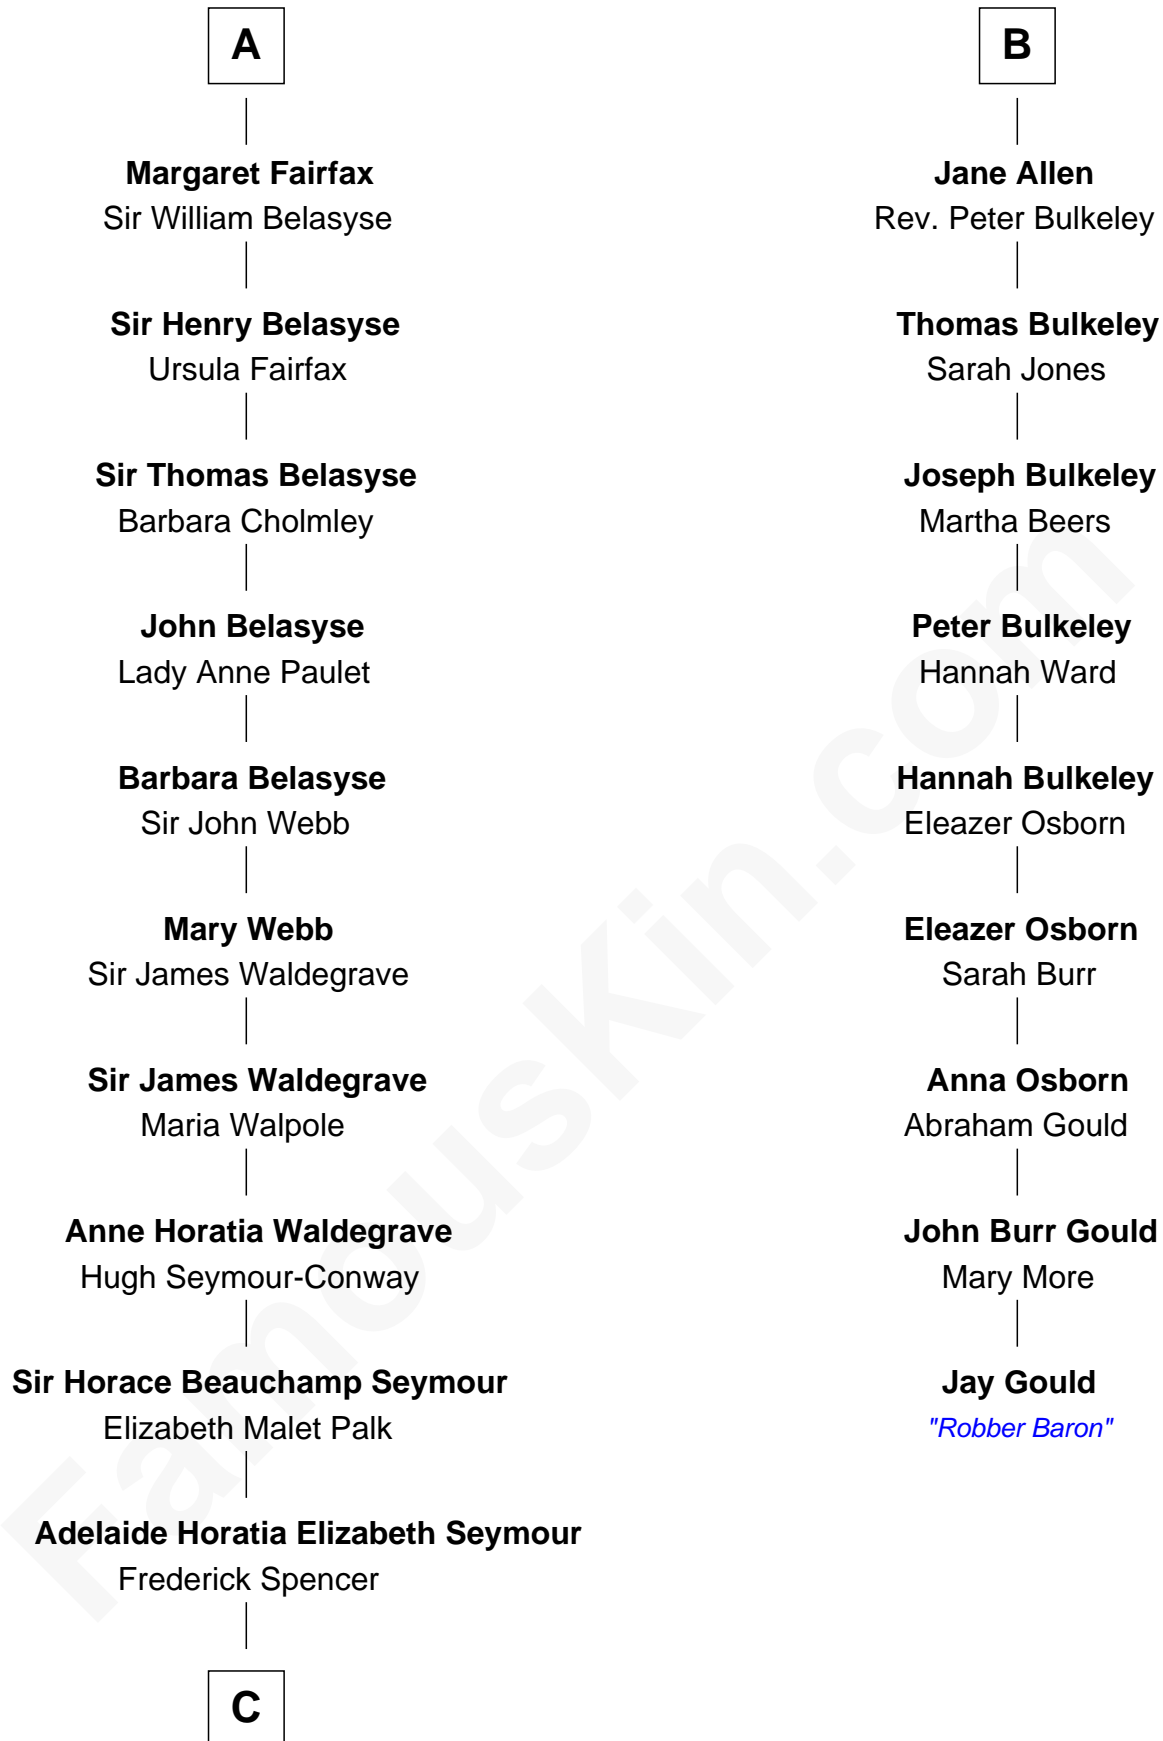 A
Margaret Fairfax
Sir William Belasyse
Sir Henry Belasyse
Ursula Fairfax
Sir Thomas Belasyse
Barbara Cholmley
John Belasyse
Lady Anne Paulet
Barbara Belasyse
Sir John Webb
Mary Webb
Sir James Waldegrave
Sir James Waldegrave
Maria Walpole
Anne Horatia Waldegrave
Hugh Seymour-Conway
Sir Horace Beauchamp Seymour
Elizabeth Malet Palk
Adelaide Horatia Elizabeth Seymour
Frederick Spencer
C
B
Jane Allen
Rev. Peter Bulkeley
Thomas Bulkeley
Sarah Jones
Joseph Bulkeley
Martha Beers
Peter Bulkeley
Hannah Ward
Hannah Bulkeley
Eleazer Osborn
Eleazer Osborn
Sarah Burr
Anna Osborn
Abraham Gould
John Burr Gould
Mary More
Jay Gould
"Robber Baron"
FamousKin.com